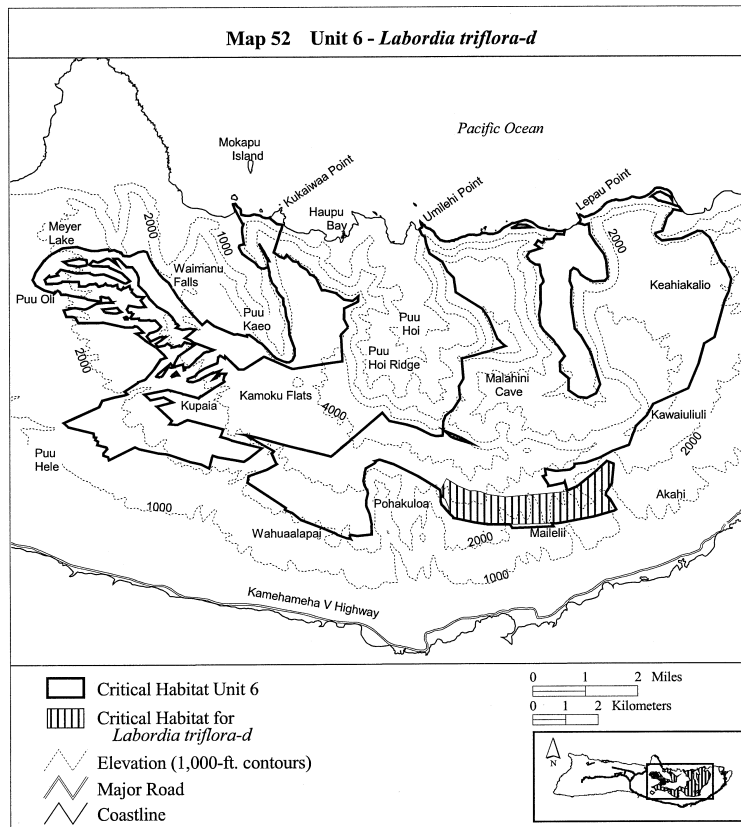 Map 52 Unit 6 - Labordia triflora-d
Pacific Ocean
Mokapu
Island
Kukaiwaa Point
Haupu
Bay
Umilehi Point
Lepau Point
Meyer
Lake
2000
1000
Waimanu
Falls
2000
Keahiakalio
Puu Oli
Puu
Kaeo
Puu
Hoi
Puu
Hoi Ridge
2000
Malahini
Cave
Kamoku Flats
Kupaia
4000
Kawaiuliuli
2000
Puu
Hele
1000
Pohakuloa
Akahi
Wahuaalapai
2000
Mailelii
1000
Kamehameha V Highway
Critical Habitat Unit 6
Critical Habitat for
Labordia triflora-d
Elevation (1,000-ft. contours)
Major Road
Coastline
0 1 2 Miles
0 1 2 Kilometers
N